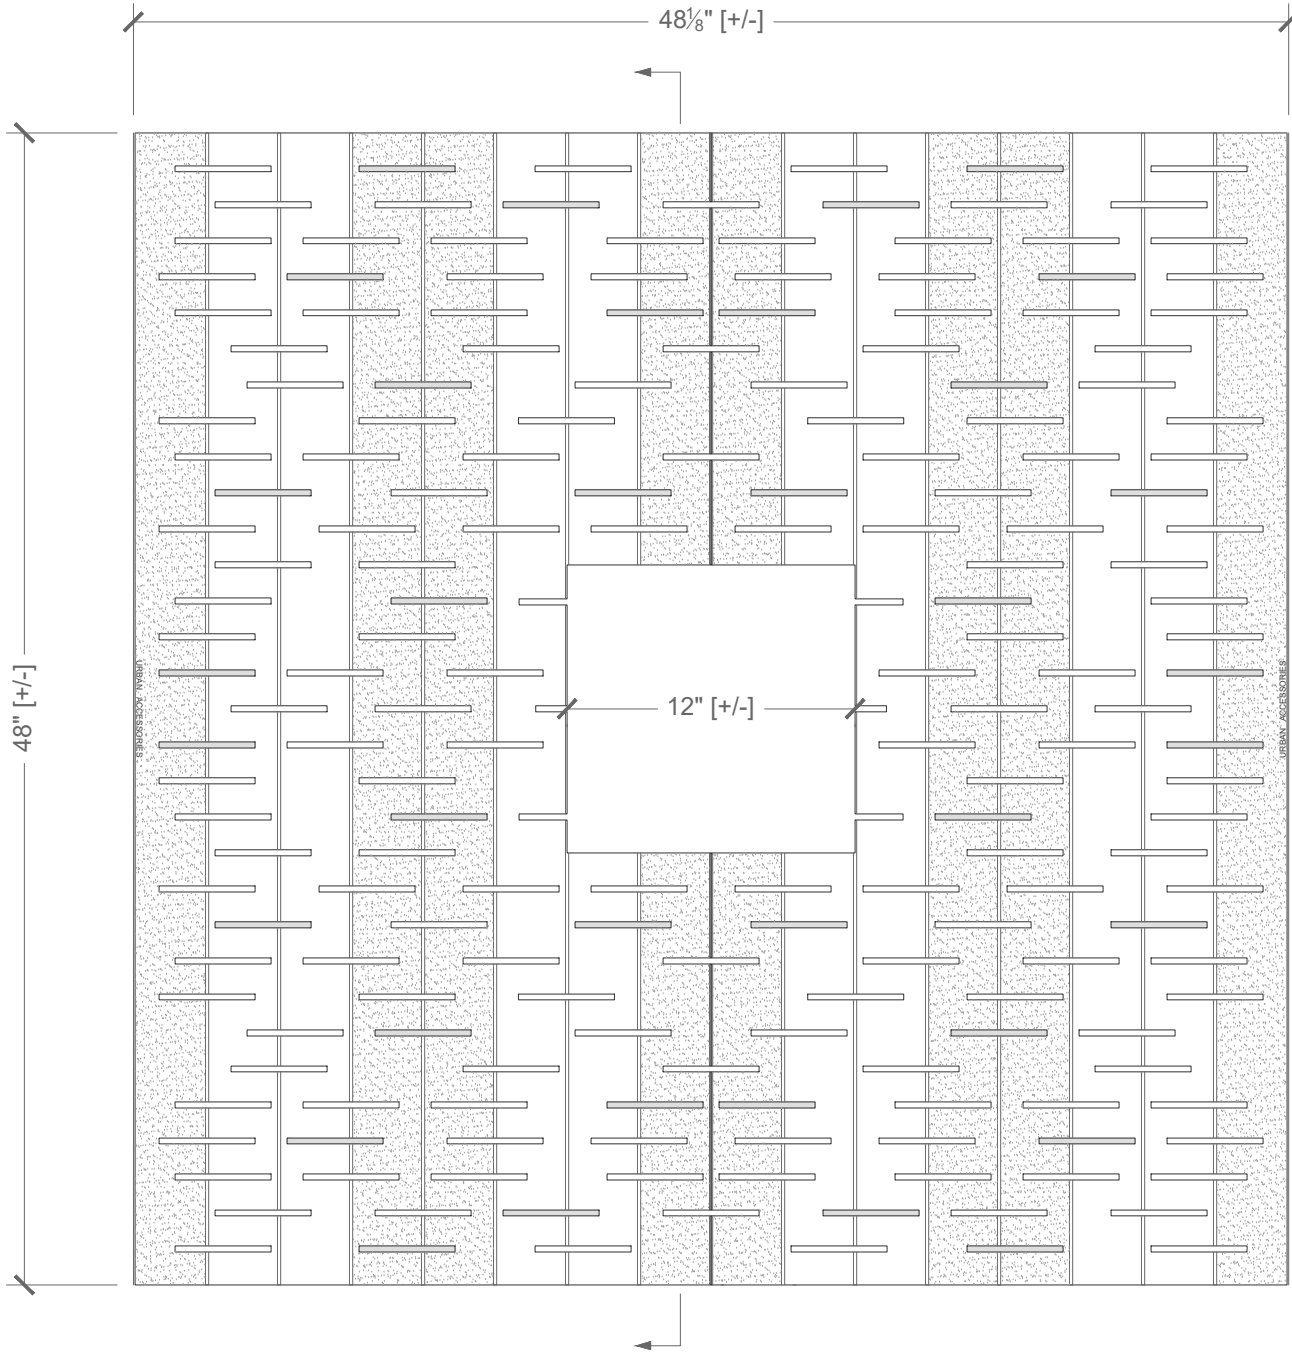 48⅛" [+/-]
48" [+/-]
URBAN ACCESSORIES
12" [+/-]
URBAN ACCESSORIES